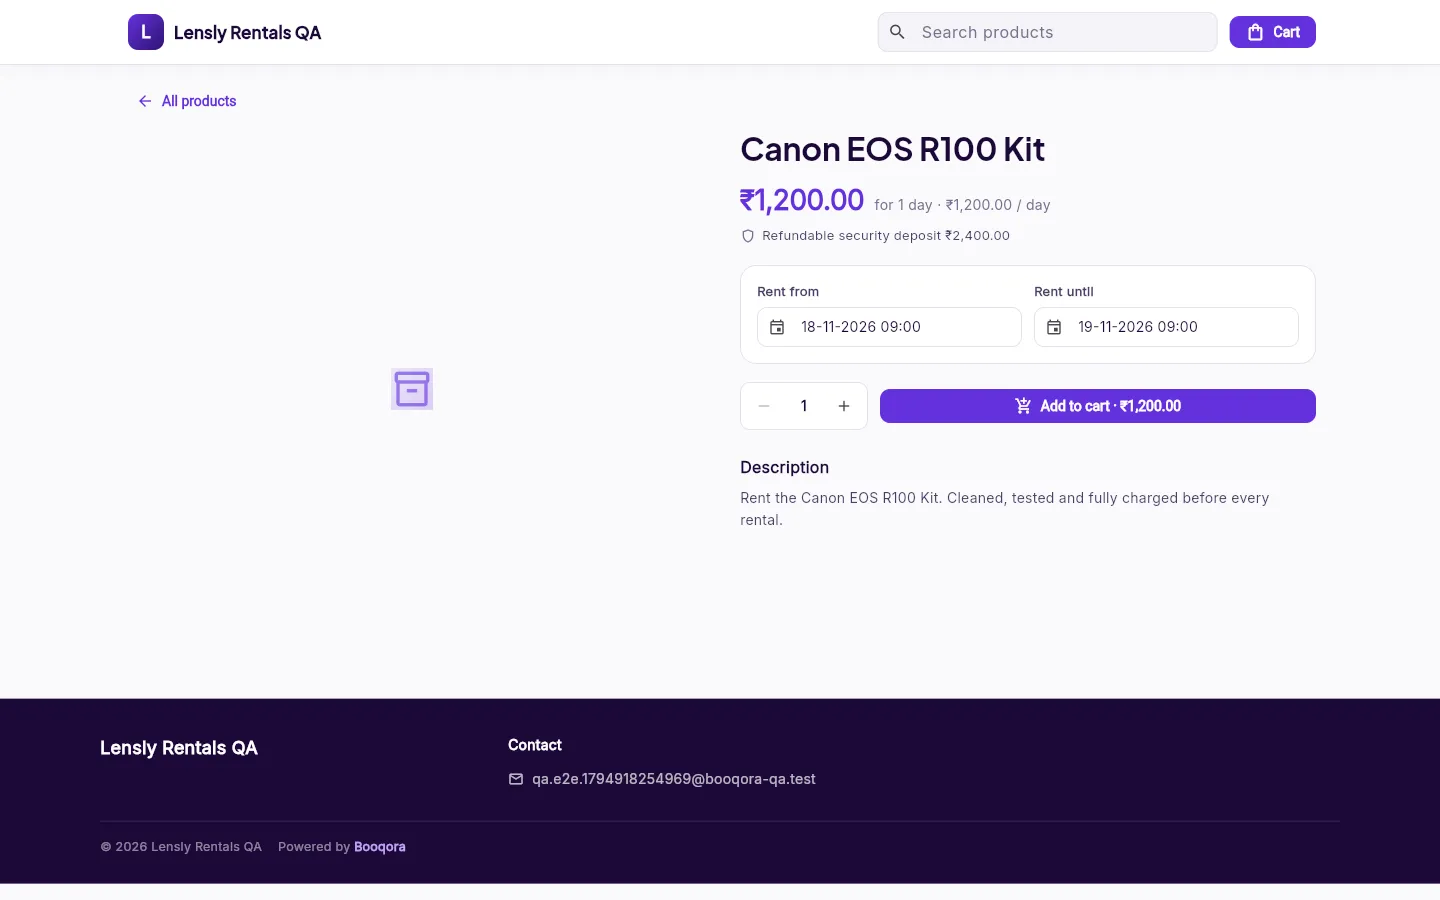 L
Lensly Rentals QA
Search products
Cart
All products
Canon EOS R100 Kit
₹1,200.00 for 1 day · ₹1,200.00 / day
Refundable security deposit ₹2,400.00
Rent from
Rent until
18-11-2026 09:00
19-11-2026 09:00
1
Add to cart · ₹1,200.00
Description
Rent the Canon EOS R100 Kit. Cleaned, tested and fully charged before every
rental.
Lensly Rentals QA
Contact
qa.e2e.1794918254969@booqora-qa.test
© 2026 Lensly Rentals QA
Powered by Booqora